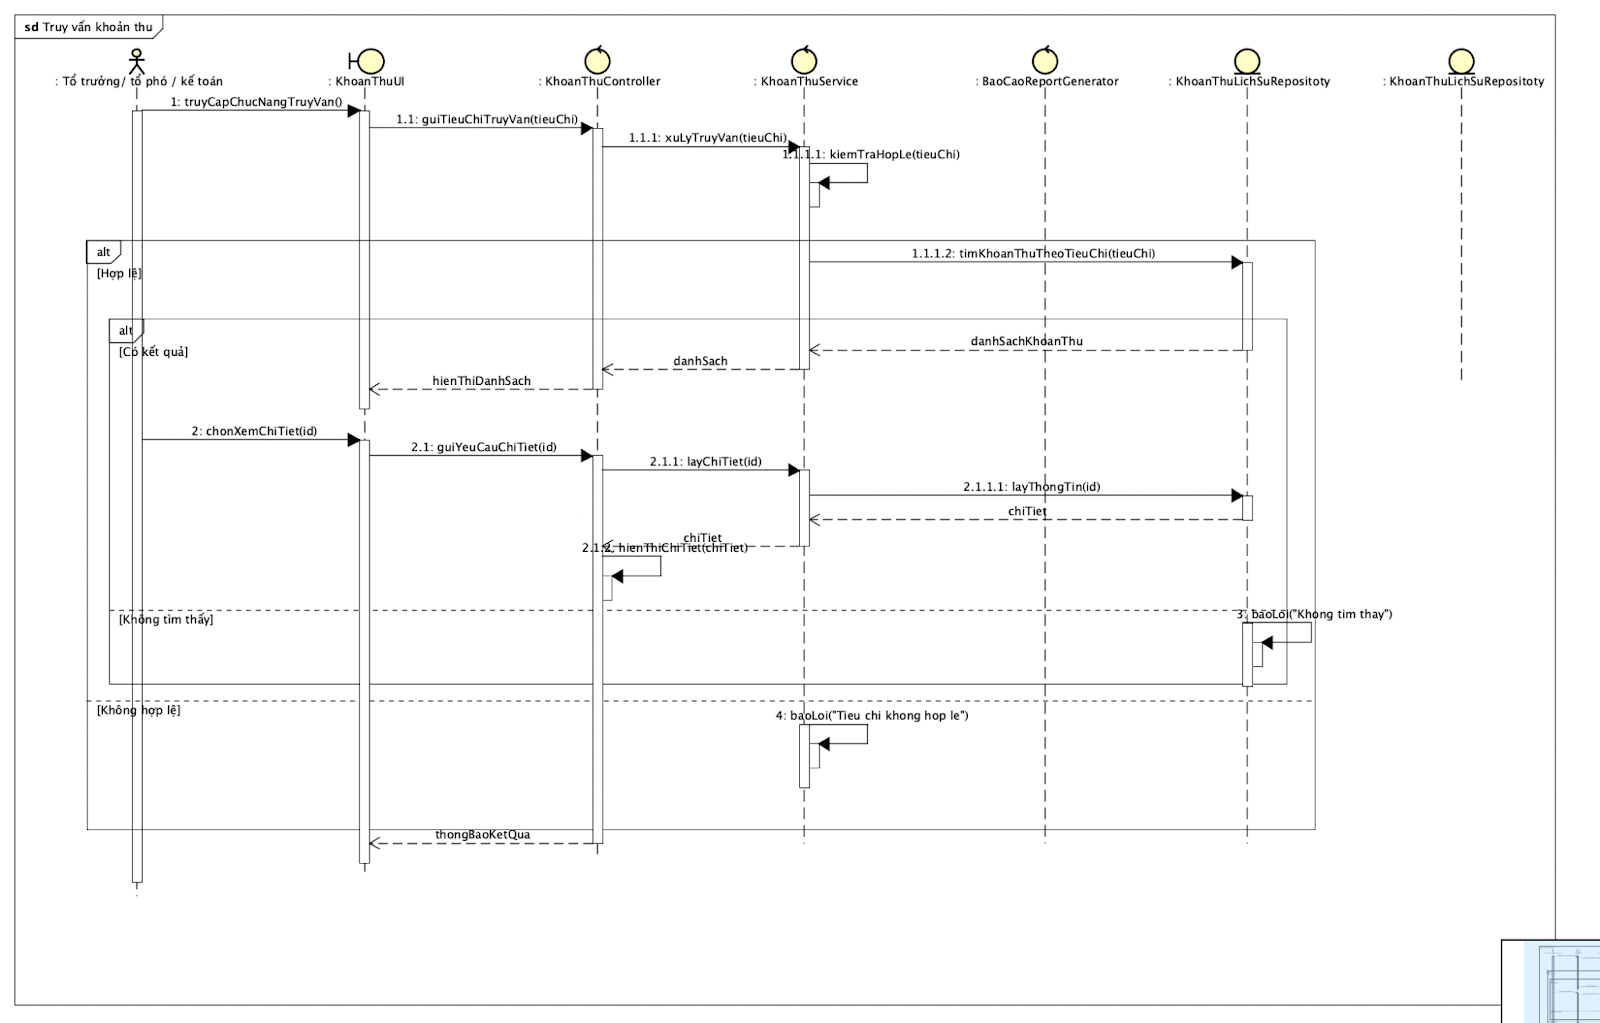 sd Truy vấn khoản thu
: Tổ trưởng/ tổ phó / kế toán
: KhoanThuUI
: KhoanThuController
: KhoanThuService
: BaoCaoReportGenerator
: KhoanThuLichSuRepositoty
: KhoanThuLichSuRepositoty
1: truyCapChucNangTruyVan()
1.1: guiTieuChiTruyVan(tieuChi)
1.1.1: xuLyTruyVan(tieuChi)
1.1.1.1: kiemTraHopLe(tieuChi)
alt
[Hợp lệ]
1.1.1.2: timKhoanThuTheoTieuChi(tieuChi)
alt
[Có kết quả]
danhSachKhoanThu
danhSach
hienThiDanhSach
2: chonXemChiTiet(id)
2.1: guiYeuCauChiTiet(id)
2.1.1: layChiTiet(id)
2.1.1.1: layThongTin(id)
chiTiet
chiTiet
2.1.2: hienThiChiTiet(chiTiet)
[Không tìm thấy]
3: baoLoi("Khong tim thay")
[Không hợp lệ]
4: baoLoi("Tieu chi khong hop le")
thongBaoKetQua